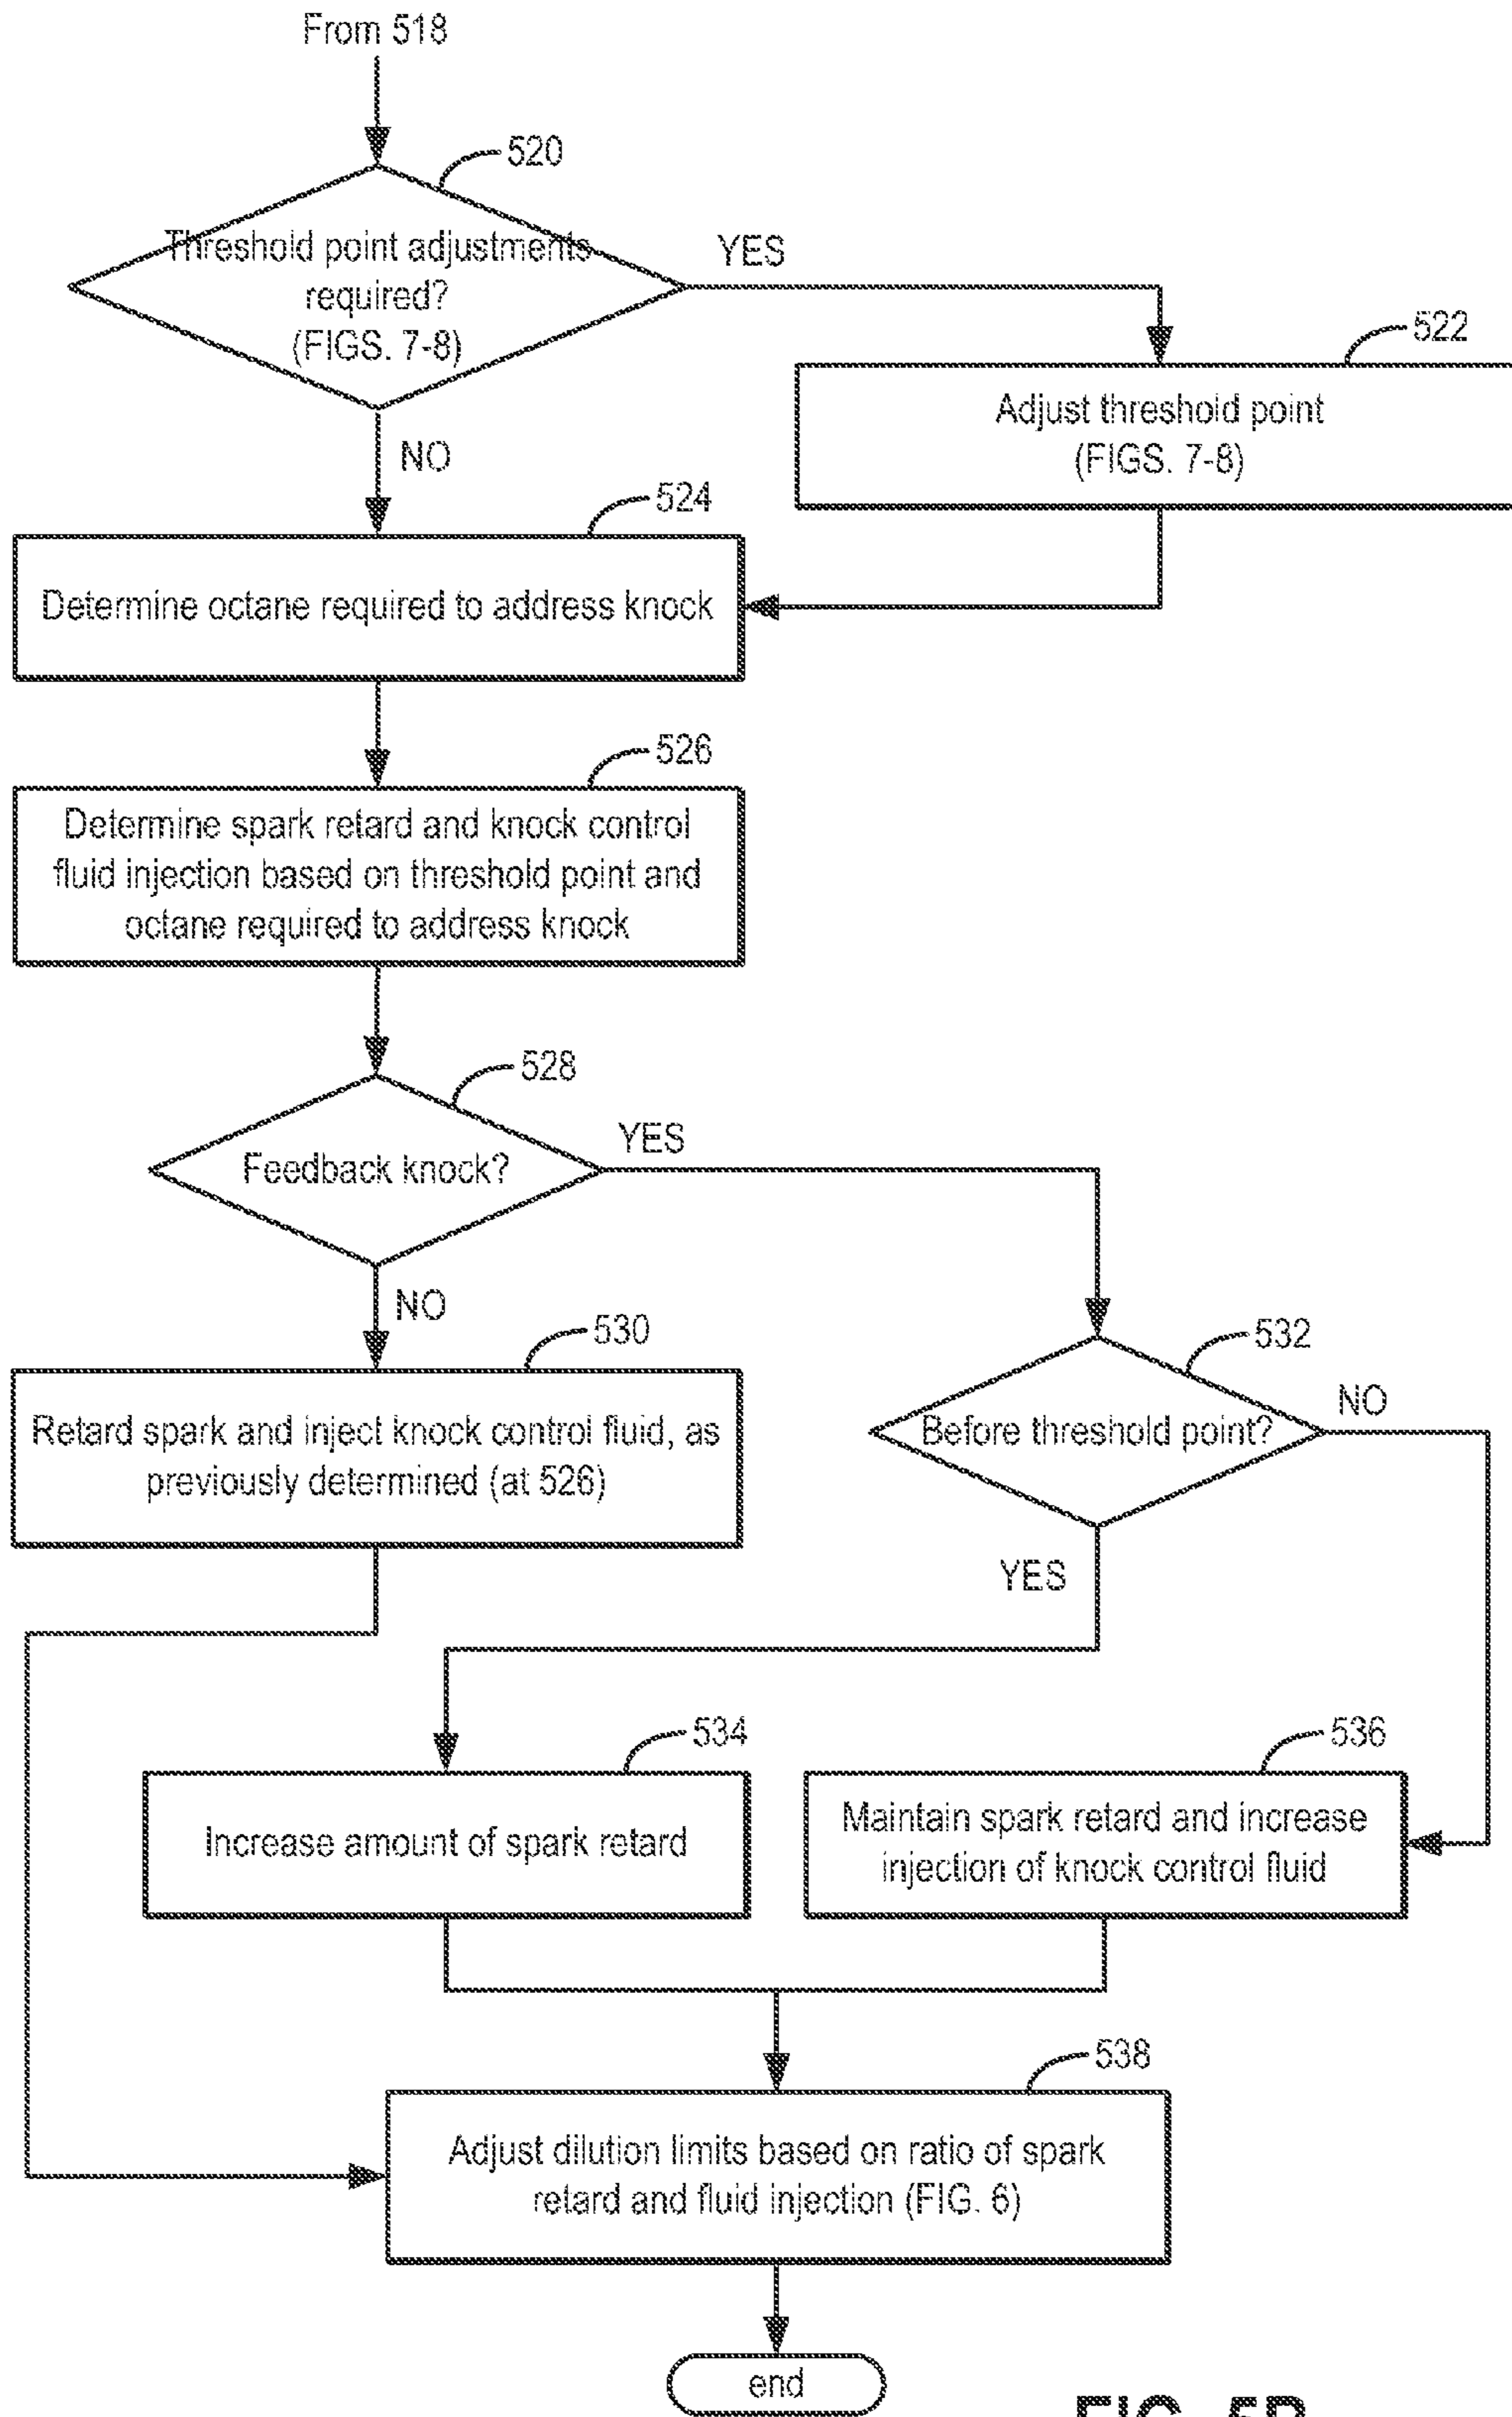 From 518
520
Threshold point adjustments
required?
(FIGS. 7-8)
YES
522
Adjust threshold point
(FIGS. 7-8)
NO
524
Determine octane required to address knock
526
Determine spark retard and knock control
fluid injection based on threshold point and
octane required to address knock
528
Feedback knock?
YES
NO
530
Retard spark and inject knock control fluid, as
previously determined (at 526)
532
Before threshold point?
NO
YES
534
Increase amount of spark retard
536
Maintain spark retard and increase
injection of knock control fluid
538
Adjust dilution limits based on ratio of spark
retard and fluid injection (FIG. 6)
end
FIG. 5B